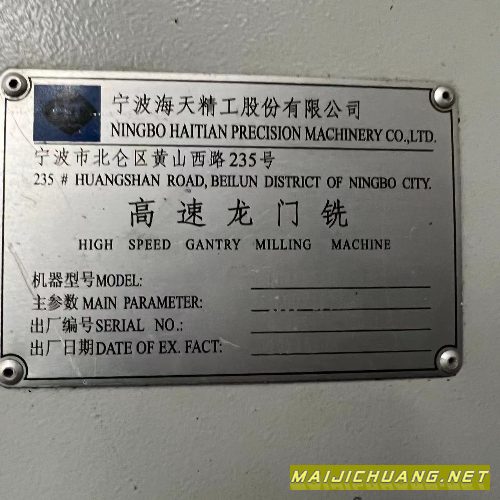 宁波海天精工股份有限公司
NINGBO HAITIAN PRECISION MACHINERY CO.,LTD.
宁波市北仑区黄山西路235号
235 # HUANGSHAN ROAD, BEILUN DISTRICT OF NINGBO CITY.
高速龙门铣
HIGH SPEED GANTRY MILLING MACHINE
机器型号MODEL:
主参数MAIN PARAMETER:
出厂编号SERIAL NO.:
出厂日期DATE OF EX. FACT:
MAIJICHUANG.NET